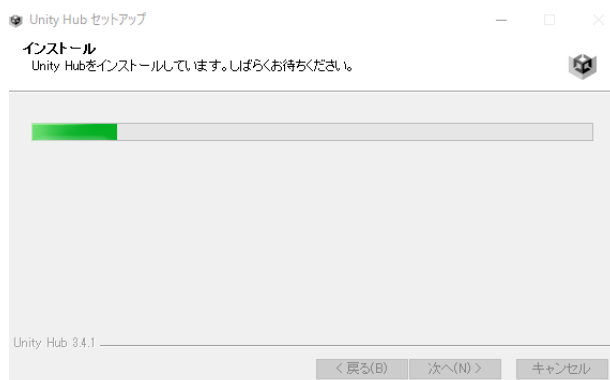 Unity Hub セットアップ
インストール
Unity Hubをインストールしています。しばらくお待ちください。
Unity Hub 3.4.1
< 戻る(B)
次へ(N) >
キャンセル